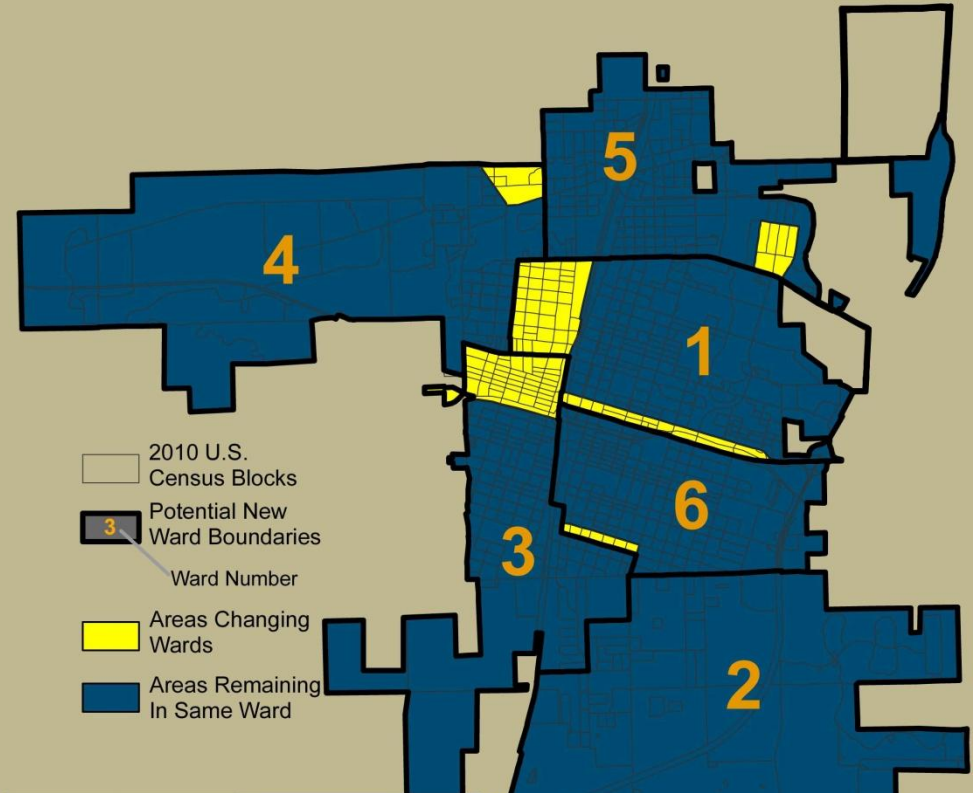 5
4
1
2010 U.S.
Census Blocks
Potential New
Ward Boundaries
3
Ward Number
6
3
Areas Changing
Wards
Areas Remaining
In Same Ward
2